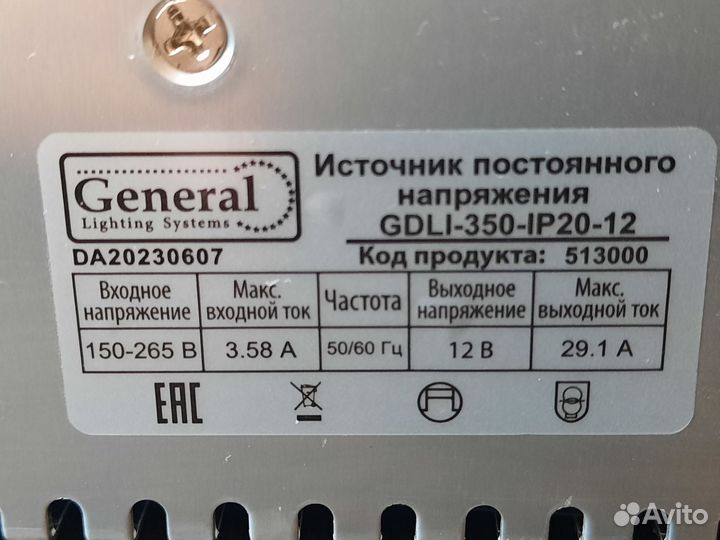 General
Lighting Systems
DA20230607
Источник постоянного
напряжения
GDLI-350-IP20-12
Код продукта: 513000
Входное напряжение
Макс. входной ток
Частота
Выходное напряжение
Макс. выходной ток
150-265 В
3.58 А
50/60 Гц
12 В
29.1 А
EAC
Avito